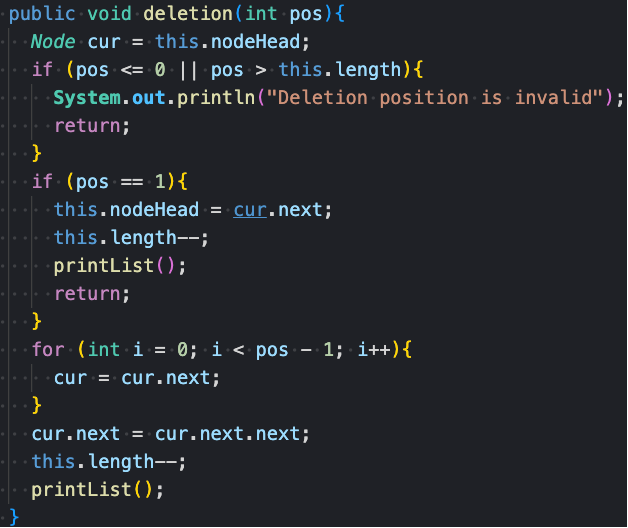 public void deletion(int pos){
Node cur = this.nodeHead;
if (pos <= 0 || pos > this.length){
System.out.println("Deletion position is invalid");
return;
}
if (pos == 1){
this.nodeHead = cur.next;
this.length--;
printList();
return;
}
for (int i = 0; i < pos - 1; i++){
cur = cur.next;
}
cur.next = cur.next.next;
this.length--;
printList();
}